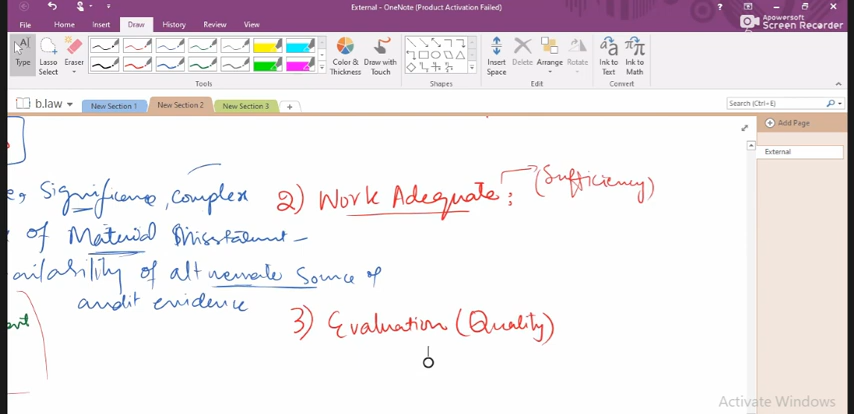 External - OneNote (Product Activation Failed)
Apowersoft
Screen Recorder
File Home Insert Draw History Review View
Type
Lasso Select
Eraser
Color & Thickness
Draw with Touch
Insert Space
Delete
Arrange
Rotate
Ink to Text
Ink to Math
Tools
Shapes
Edit
Convert
b.law
New Section 1
New Section 2
New Section 3
Search (Ctrl+E)
Add Page
External
Significance, complex
of Material
of
source of
audit evidence
2) Work Adequate : (Sufficiency)
3) Evaluation (Quality)
Activate Windows